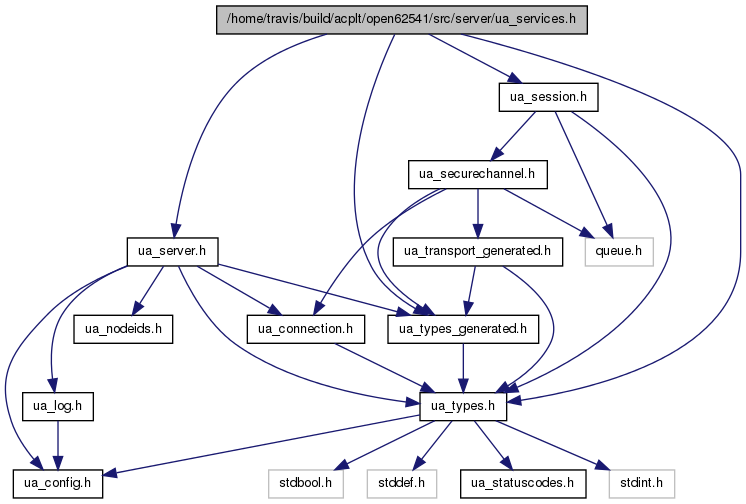 /home/travis/build/acplt/open62541/src/server/ua_services.h
ua_session.h
ua_securechannel.h
ua_server.h
ua_transport_generated.h
queue.h
ua_nodeids.h
ua_connection.h
ua_types_generated.h
ua_log.h
ua_types.h
ua_config.h
stdbool.h
stddef.h
ua_statuscodes.h
stdint.h